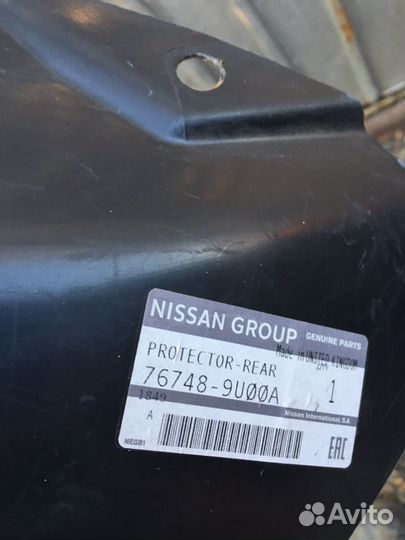 NISSAN GROUP GENUINE PARTS
Made in UNITED KINGDOM
PROTECTOR-REAR
76748-9U00A 1
1849
A Nissan International SA
NEGB1 EAC
Avito